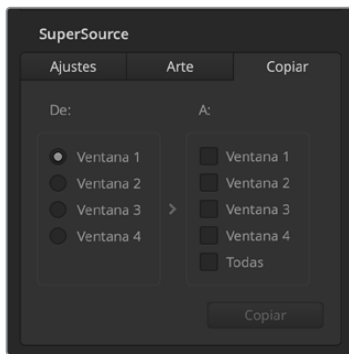 SuperSource
Ajustes Arte Copiar
De: A:
Ventana 1 Ventana 1
Ventana 2 Ventana 2
Ventana 3 > Ventana 3
Ventana 4 Ventana 4
Todas
Copiar